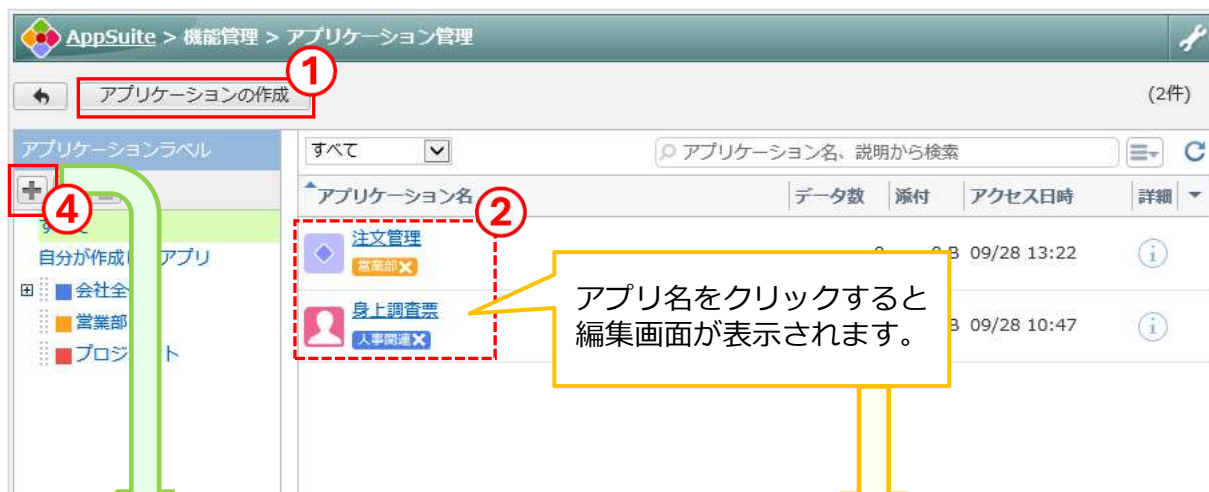 AppSuite > 機能管理 > アプリケーション管理
①
アプリケーションの作成
(2件)
アプリケーションラベル
すべて
アプリケーション名、説明から検索
④
アプリケーション名
データ数
添付
アクセス日時
詳細
②
注文管理
営業部
09/28 13:22
自分が作成
アプリ
会社全
営業部
プロジ
ト
身上調査票
人事関連
09/28 10:47
アプリ名をクリックすると
編集画面が表示されます。